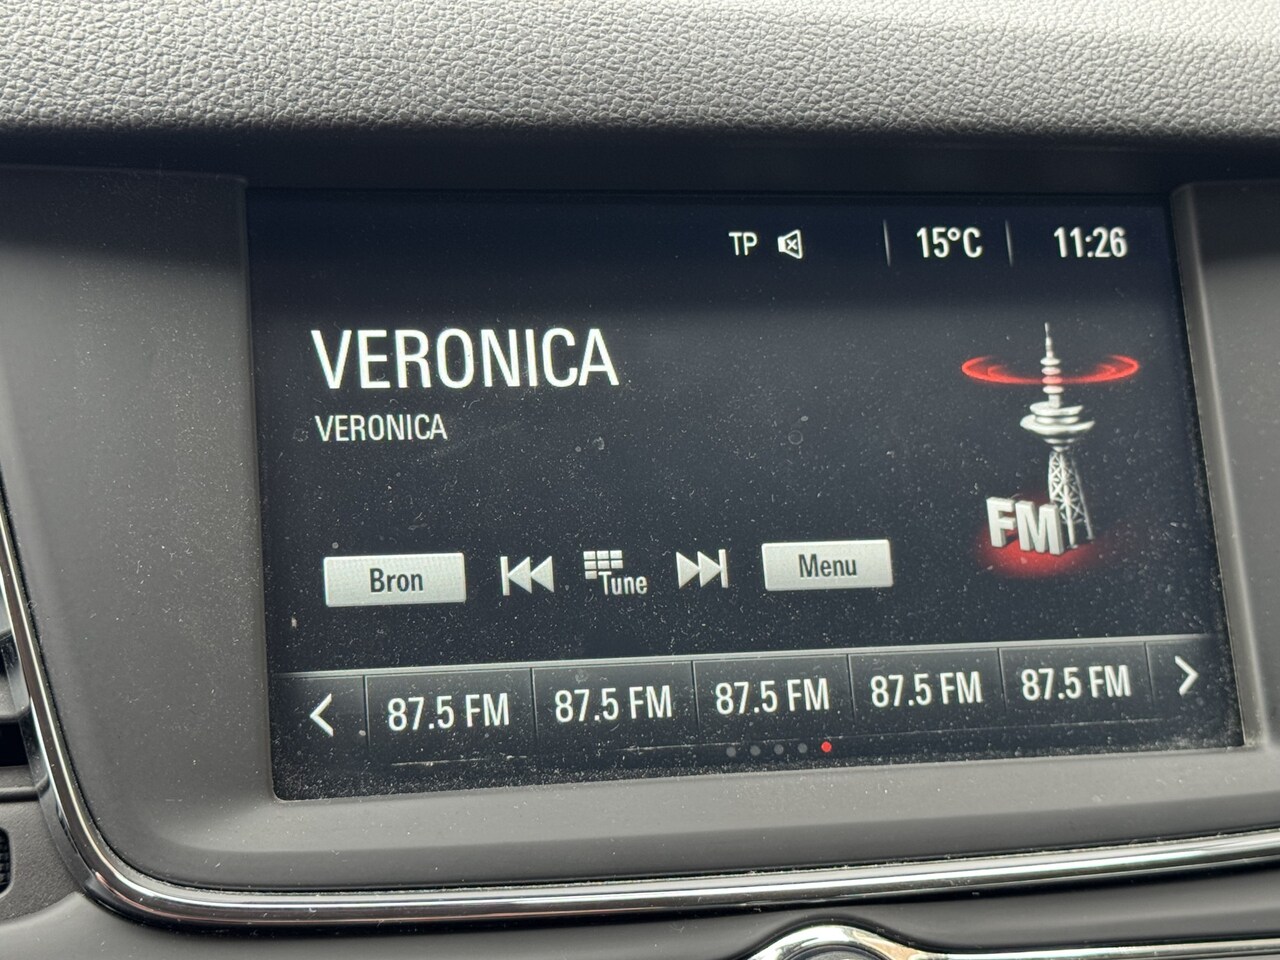 TP 15°C 11:26
VERONICA
VERONICA
FM
Bron Tune Menu
87.5 FM 87.5 FM 87.5 FM 87.5 FM 87.5 FM